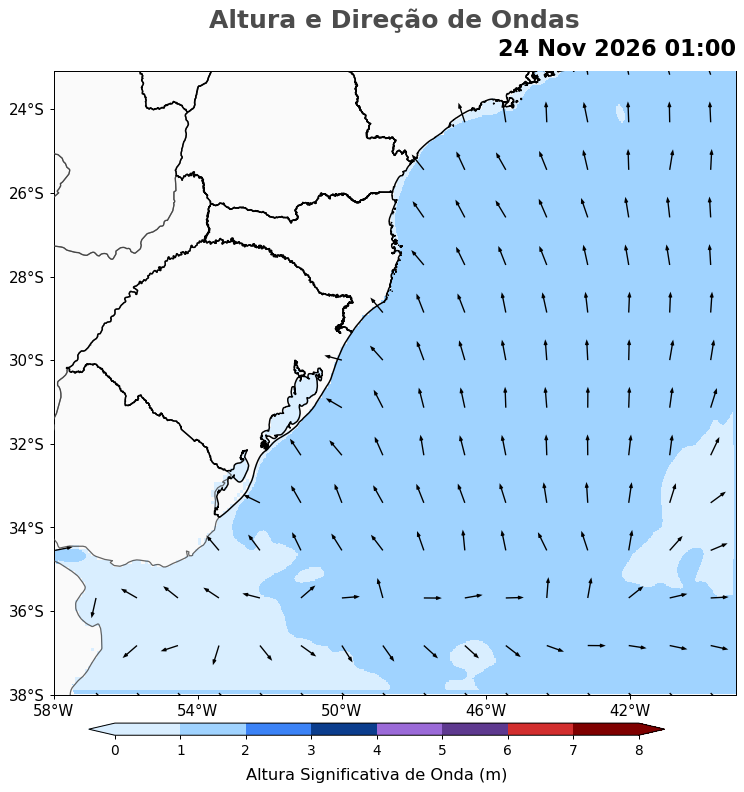 Altura e Direção de Ondas
24 Nov 2026 01:00
24°S
26°S
28°S
30°S
32°S
34°S
36°S
38°S
58°W 54°W 50°W 46°W 42°W
0 1 2 3 4 5 6 7 8
Altura Significativa de Onda (m)